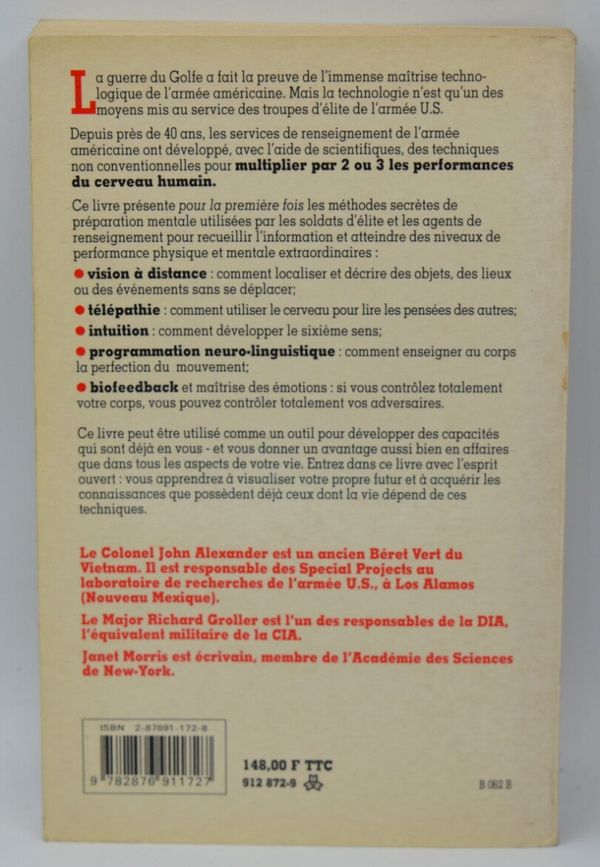 La guerre du Golfe a fait la preuve de l'immense maîtrise techno-
logique de l'armée américaine. Mais la technologie n'est qu'un des
moyens mis au service des troupes d'élite de l'armée U.S.
Depuis près de 40 ans, les services de renseignement de l'armée
américaine ont développé, avec l'aide de scientifiques, des techniques
non conventionnelles pour multiplier par 2 ou 3 les performances
du cerveau humain.
Ce livre présente pour la première fois les méthodes secrètes de
préparation mentale utilisées par les soldats d'élite et les agents de
renseignement pour recueillir l'information et atteindre des niveaux de
performance physique et mentale extraordinaires :
● vision à distance : comment localiser et décrire des objets, des lieux
ou des événements sans se déplacer;
● télépathie : comment utiliser le cerveau pour lire les pensées des autres;
● intuition : comment développer le sixième sens;
● programmation neuro-linguistique : comment enseigner au corps
la perfection du mouvement;
● biofeedback et maîtrise des émotions : si vous contrôlez totalement
votre corps, vous pouvez contrôler totalement vos adversaires.
Ce livre peut être utilisé comme un outil pour développer des capacités
qui sont déjà en vous - et vous donner un avantage aussi bien en affaires
que dans tous les aspects de votre vie. Entrez dans ce livre avec l'esprit
ouvert : vous apprendrez à visualiser votre propre futur et à acquérir les
connaissances que possèdent déjà ceux dont la vie dépend de ces
techniques.
Le Colonel John Alexander est un ancien Béret Vert du
Vietnam. Il est responsable des Special Projects au
laboratoire de recherches de l'armée U.S., à Los Alamos
(Nouveau Mexique).
Le Major Richard Groller est l'un des responsables de la DIA,
l'équivalent militaire de la CIA.
Janet Morris est écrivain, membre de l'Académie des Sciences
de New-York.
ISBN 2-87691-172-8
9 782876 911727
148,00 F TTC
912 872-9
B 062 B